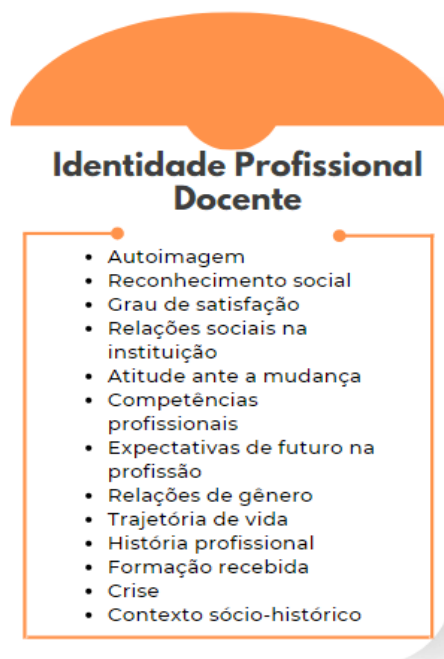 Identidade Profissional
Docente
• Autoimagem
• Reconhecimento social
• Grau de satisfação
• Relações sociais na
instituição
• Atitude ante a mudança
• Competências
profissionais
• Expectativas de futuro na
profissão
• Relações de gênero
• Trajetória de vida
• História profissional
• Formação recebida
• Crise
• Contexto sócio-histórico